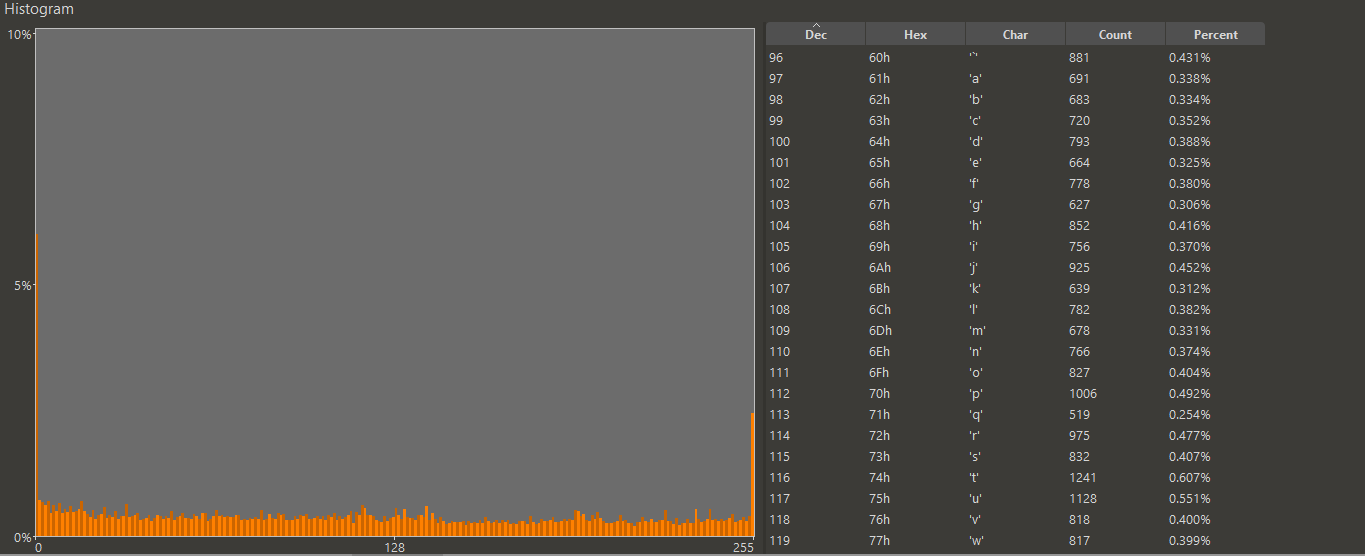 Histogram
10%
5%
0%
0 128 255
Dec Hex Char Count Percent
96 60h '`' 881 0.431%
97 61h 'a' 691 0.338%
98 62h 'b' 683 0.334%
99 63h 'c' 720 0.352%
100 64h 'd' 793 0.388%
101 65h 'e' 664 0.325%
102 66h 'f' 778 0.380%
103 67h 'g' 627 0.306%
104 68h 'h' 852 0.416%
105 69h 'i' 756 0.370%
106 6Ah 'j' 925 0.452%
107 6Bh 'k' 639 0.312%
108 6Ch 'l' 782 0.382%
109 6Dh 'm' 678 0.331%
110 6Eh 'n' 766 0.374%
111 6Fh 'o' 827 0.404%
112 70h 'p' 1006 0.492%
113 71h 'q' 519 0.254%
114 72h 'r' 975 0.477%
115 73h 's' 832 0.407%
116 74h 't' 1241 0.607%
117 75h 'u' 1128 0.551%
118 76h 'v' 818 0.400%
119 77h 'w' 817 0.399%